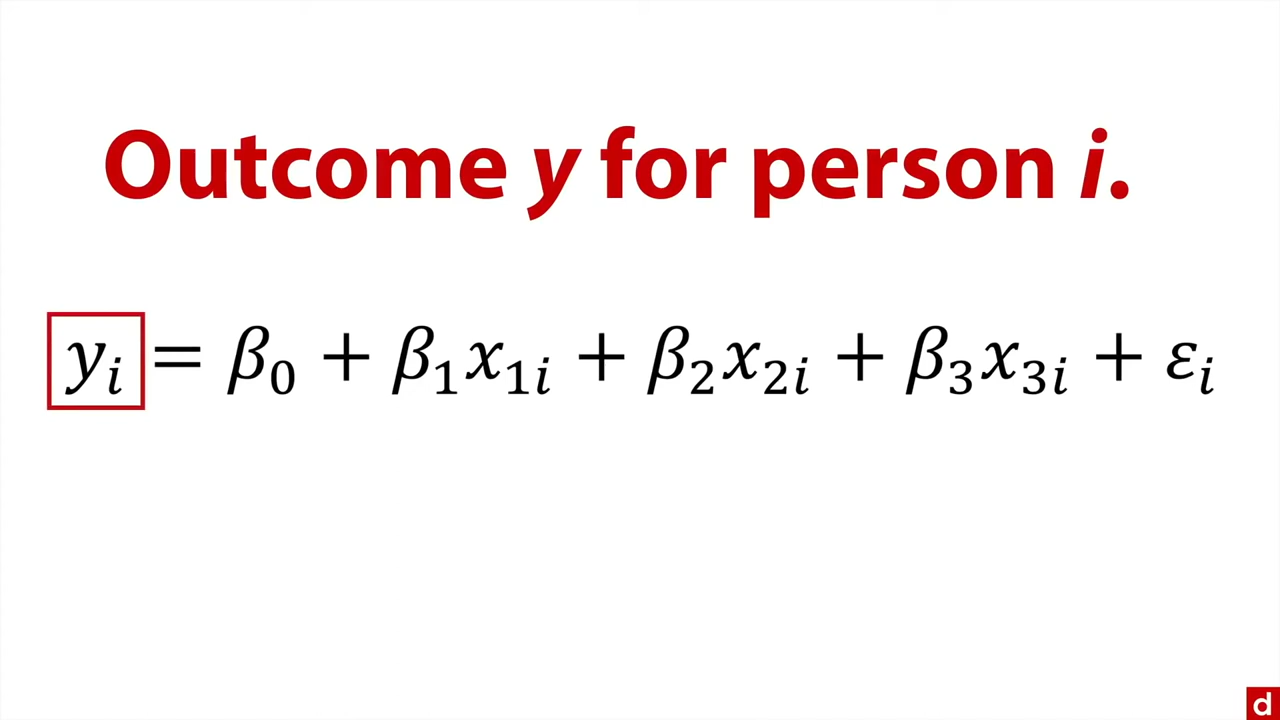 Outcome y for person i.
yᵢ = β₀ + β₁x₁ᵢ + β₂x₂ᵢ + β₃x₃ᵢ + εᵢ
d